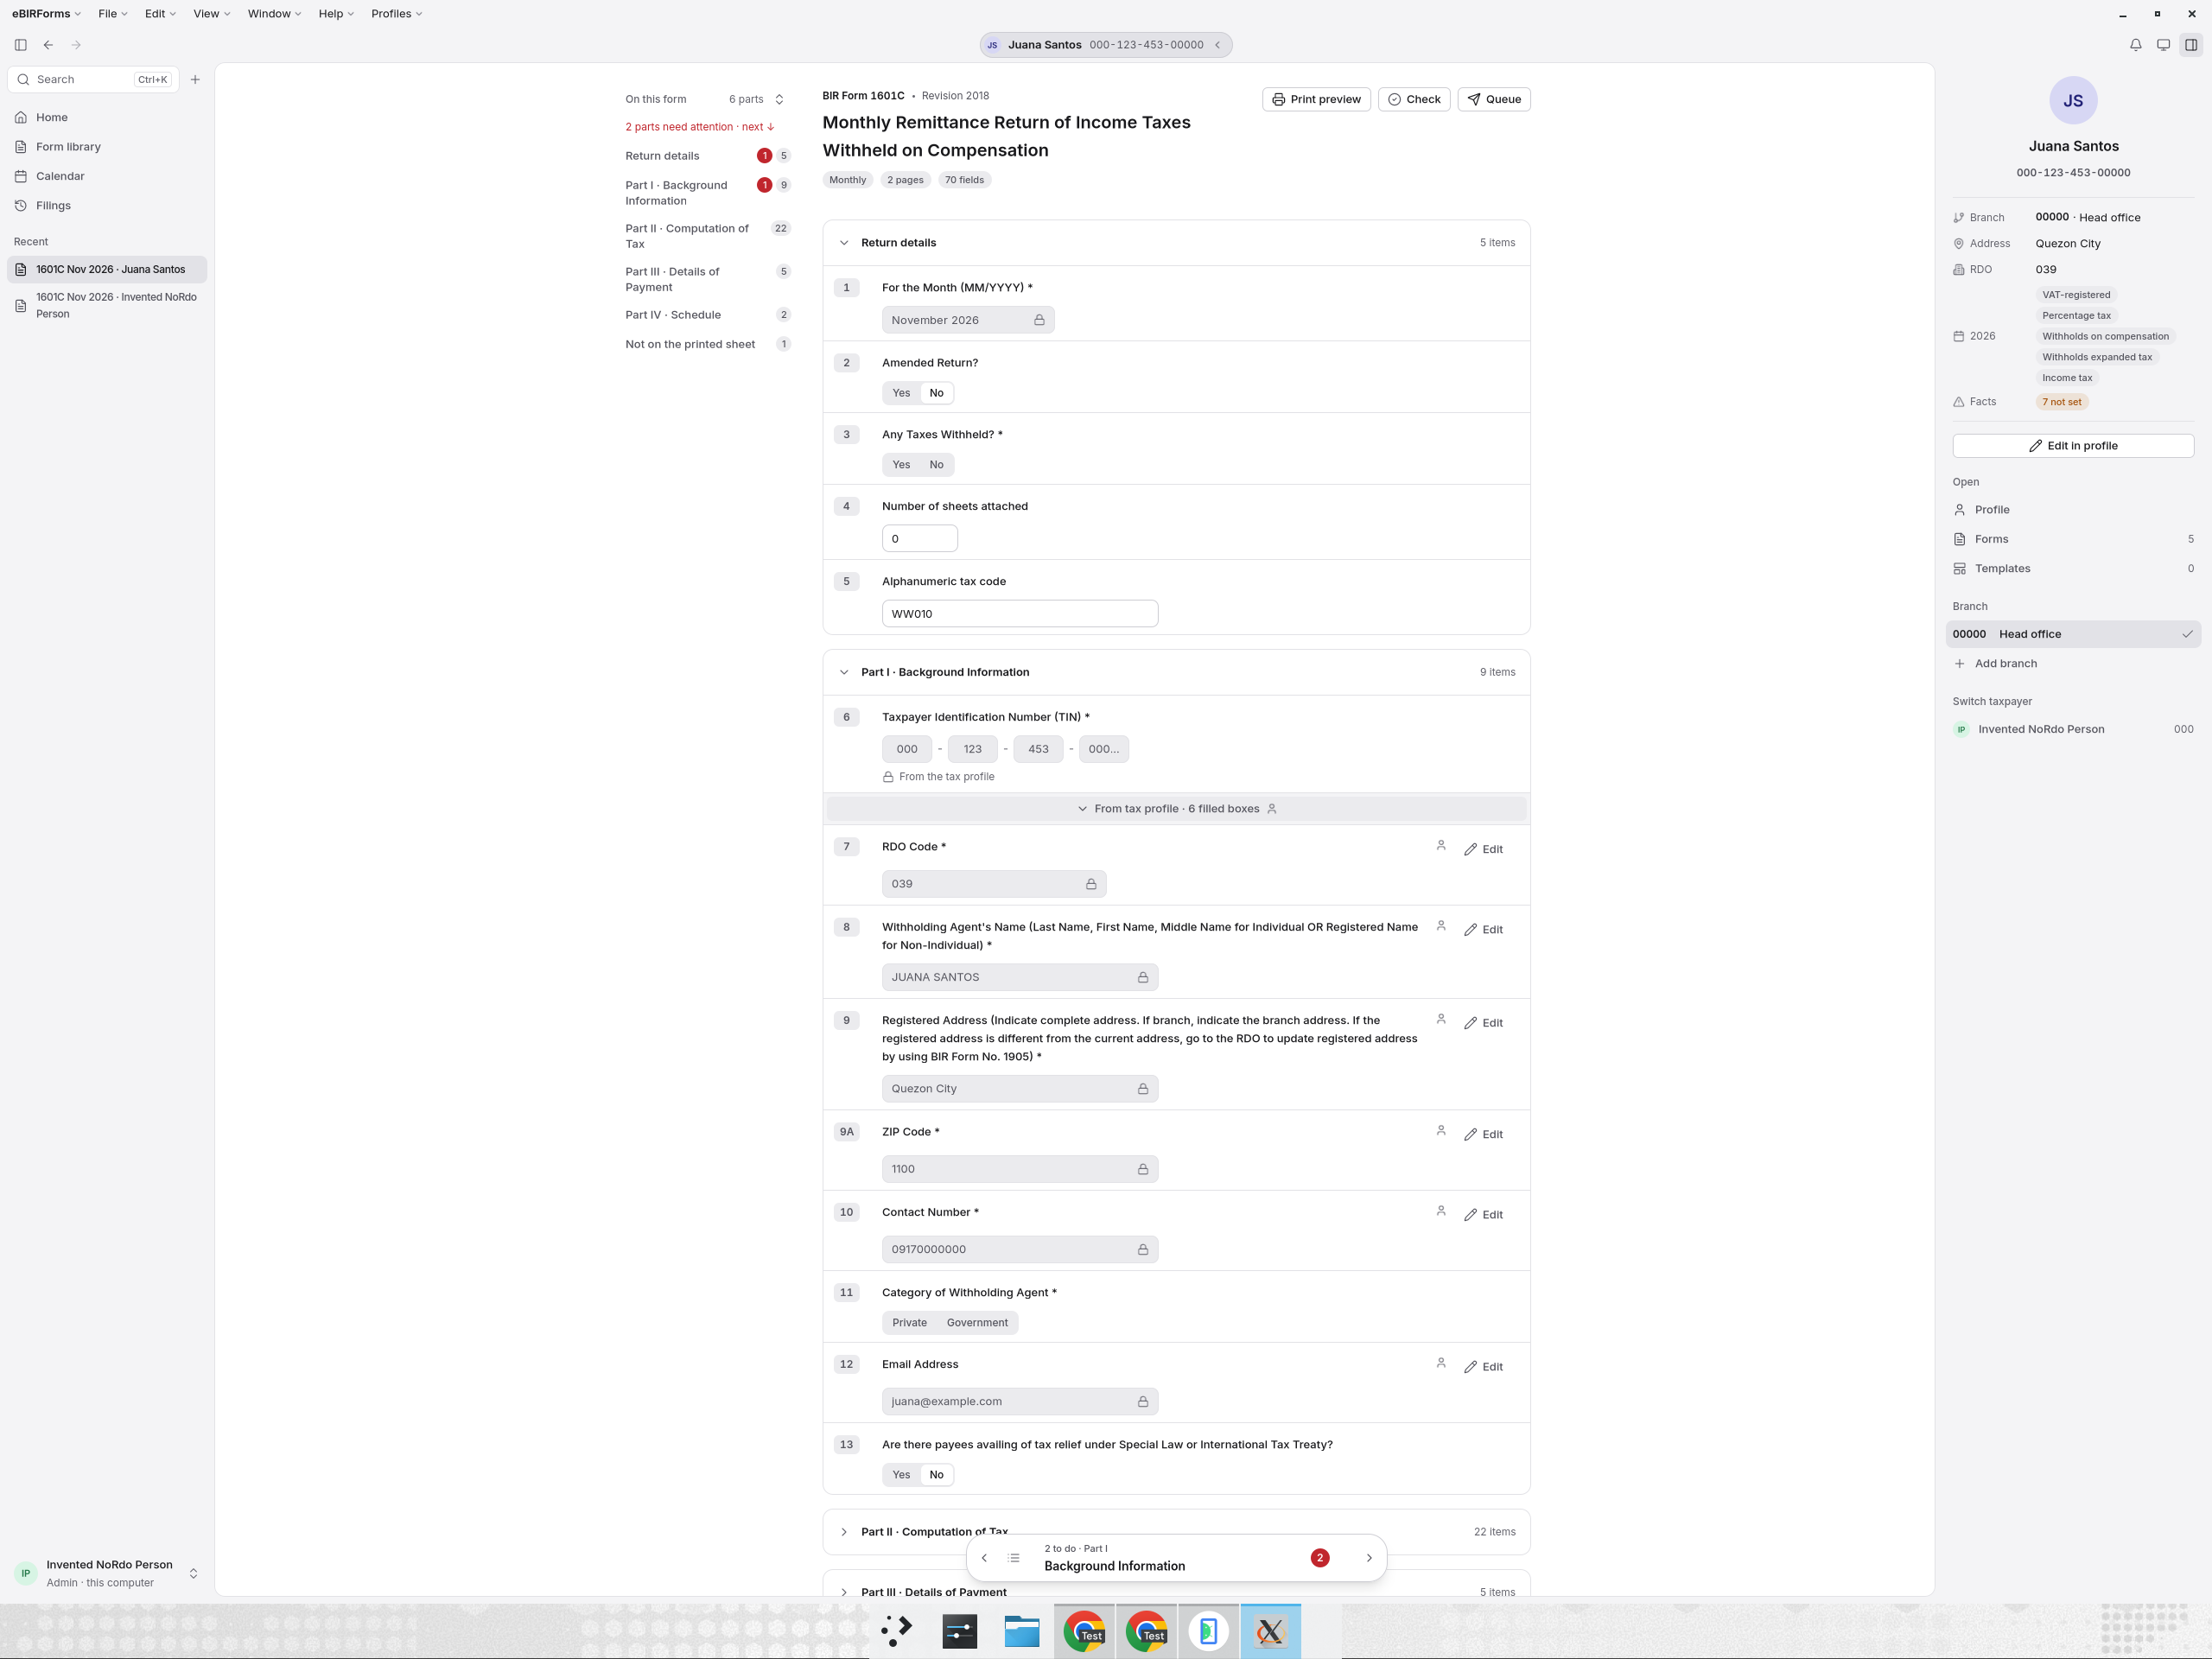 eBIRForms
File
Edit
View
Window
Help
Profiles
JS Juana Santos 000-123-453-00000
Search Ctrl+K
Home
Form library
Calendar
Filings
Recent
1601C Nov 2026 · Juana Santos
1601C Nov 2026 · Invented NoRdo
Person
On this form 6 parts
2 parts need attention · next ↓
Return details 1 5
Part I · Background 1 9
Information
Part II · Computation of 22
Tax
Part III · Details of 5
Payment
Part IV · Schedule 2
Not on the printed sheet 1
BIR Form 1601C • Revision 2018
Print preview
Check
Queue
Monthly Remittance Return of Income Taxes
Withheld on Compensation
Monthly 2 pages 70 fields
Return details 5 items
1 For the Month (MM/YYYY) *
November 2026
2 Amended Return?
Yes No
3 Any Taxes Withheld? *
Yes No
4 Number of sheets attached
0
5 Alphanumeric tax code
WW010
Part I · Background Information 9 items
6 Taxpayer Identification Number (TIN) *
000 - 123 - 453 - 000...
From the tax profile
From tax profile · 6 filled boxes
7 RDO Code * Edit
039
8 Withholding Agent's Name (Last Name, First Name, Middle Name for Individual OR Registered Name Edit
for Non-Individual) *
JUANA SANTOS
9 Registered Address (Indicate complete address. If branch, indicate the branch address. If the Edit
registered address is different from the current address, go to the RDO to update registered address
by using BIR Form No. 1905) *
Quezon City
9A ZIP Code * Edit
1100
10 Contact Number * Edit
09170000000
11 Category of Withholding Agent *
Private Government
12 Email Address Edit
juana@example.com
13 Are there payees availing of tax relief under Special Law or International Tax Treaty?
Yes No
Part II · Computation of Tax 22 items
2 to do · Part I
Background Information 2
Part III · Details of Payment 5 items
JS
Juana Santos
000-123-453-00000
Branch 00000 · Head office
Address Quezon City
RDO 039
VAT-registered
Percentage tax
2026 Withholds on compensation
Withholds expanded tax
Income tax
Facts 7 not set
Edit in profile
Open
Profile
Forms 5
Templates 0
Branch
00000 Head office
Add branch
Switch taxpayer
IP Invented NoRdo Person 000
IP Invented NoRdo Person
Admin · this computer
Test
Test